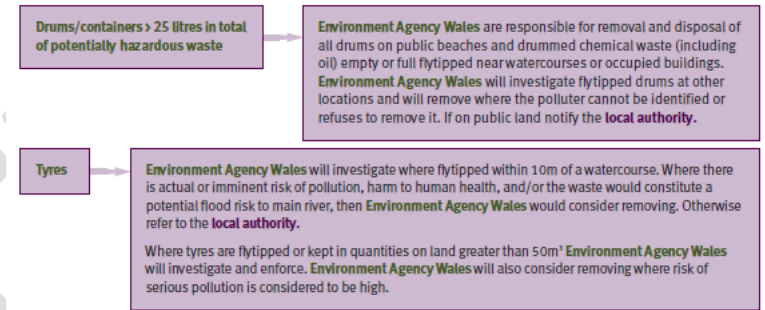 Drums/containers > 25 litres in total
of potentially hazardous waste
Environment Agency Wales are responsible for removal and disposal of
all drums on public beaches and drummed chemical waste (including
oil) empty or full flytipped near watercourses or occupied buildings.
Environment Agency Wales will investigate flytipped drums at other
locations and will remove where the polluter cannot be identified or
refuses to remove it. If on public land notify the local authority.
Tyres
Environment Agency Wales will investigate where flytipped within 10m of a watercourse. Where there
is actual or imminent risk of pollution, harm to human health, and/or the waste would constitute a
potential flood risk to main river, then Environment Agency Wales would consider removing. Otherwise
refer to the local authority.
Where tyres are flytipped or kept in quantities on land greater than 50m³ Environment Agency Wales
will investigate and enforce. Environment Agency Wales will also consider removing where risk of
serious pollution is considered to be high.